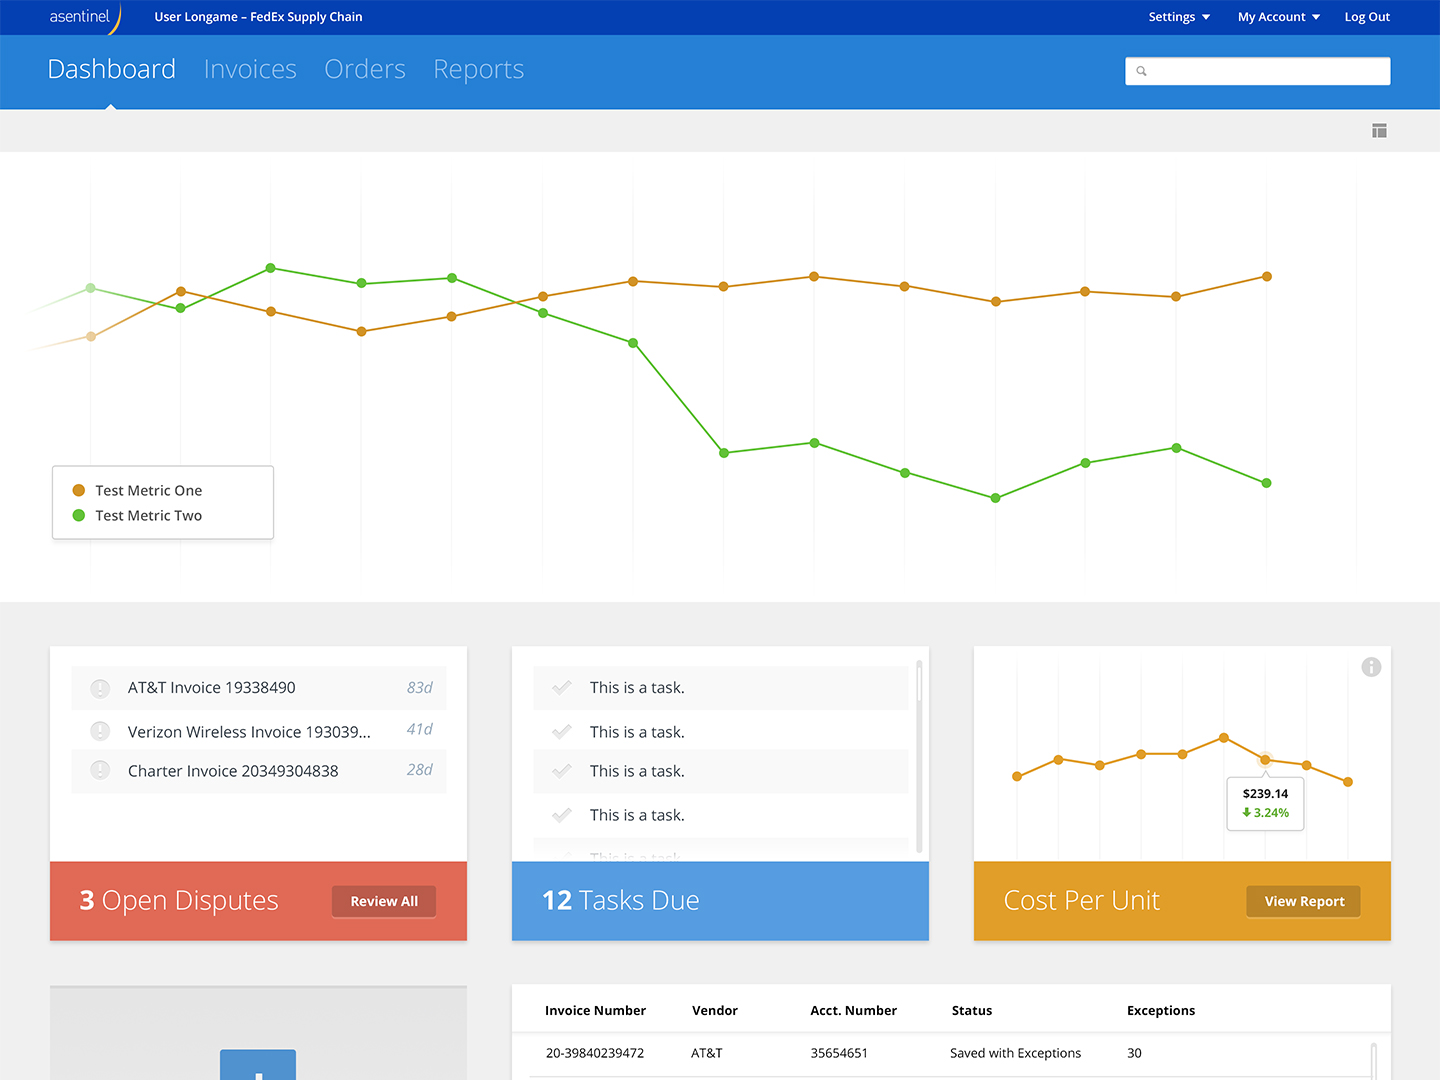 asentinel
User Longame – FedEx Supply Chain
Settings
My Account
Log Out
Dashboard
Invoices
Orders
Reports
Test Metric One
Test Metric Two
AT&T Invoice 19338490
83d
Verizon Wireless Invoice 193039...
41d
Charter Invoice 20349304838
28d
3 Open Disputes
Review All
This is a task.
This is a task.
This is a task.
This is a task.
This is a task.
12 Tasks Due
$239.14
3.24%
Cost Per Unit
View Report
Invoice Number Vendor Acct. Number Status Exceptions
20-39840239472 AT&T 35654651 Saved with Exceptions 30